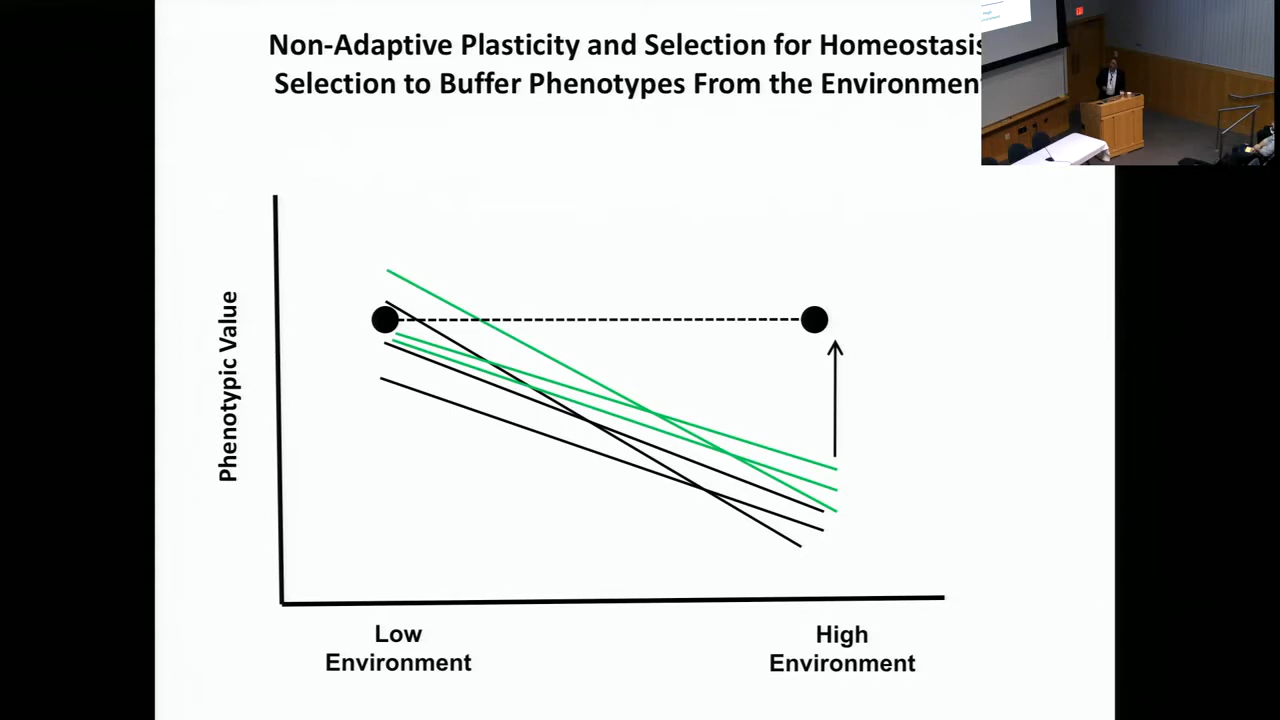 Non-Adaptive Plasticity and Selection for Homeostasis
Selection to Buffer Phenotypes From the Environment
Phenotypic Value
Low
Environment
High
Environment